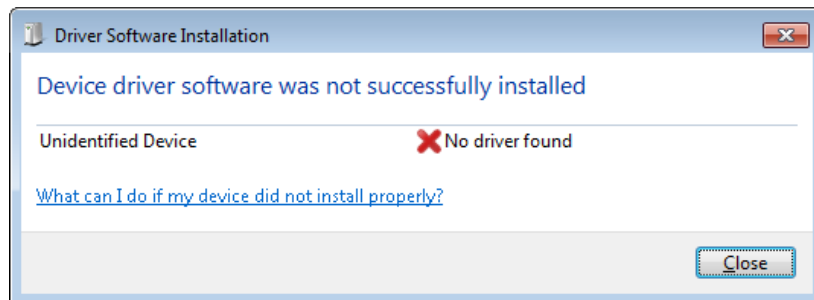 Driver Software Installation
Device driver software was not successfully installed
Unidentified Device No driver found
What can I do if my device did not install properly?
Close